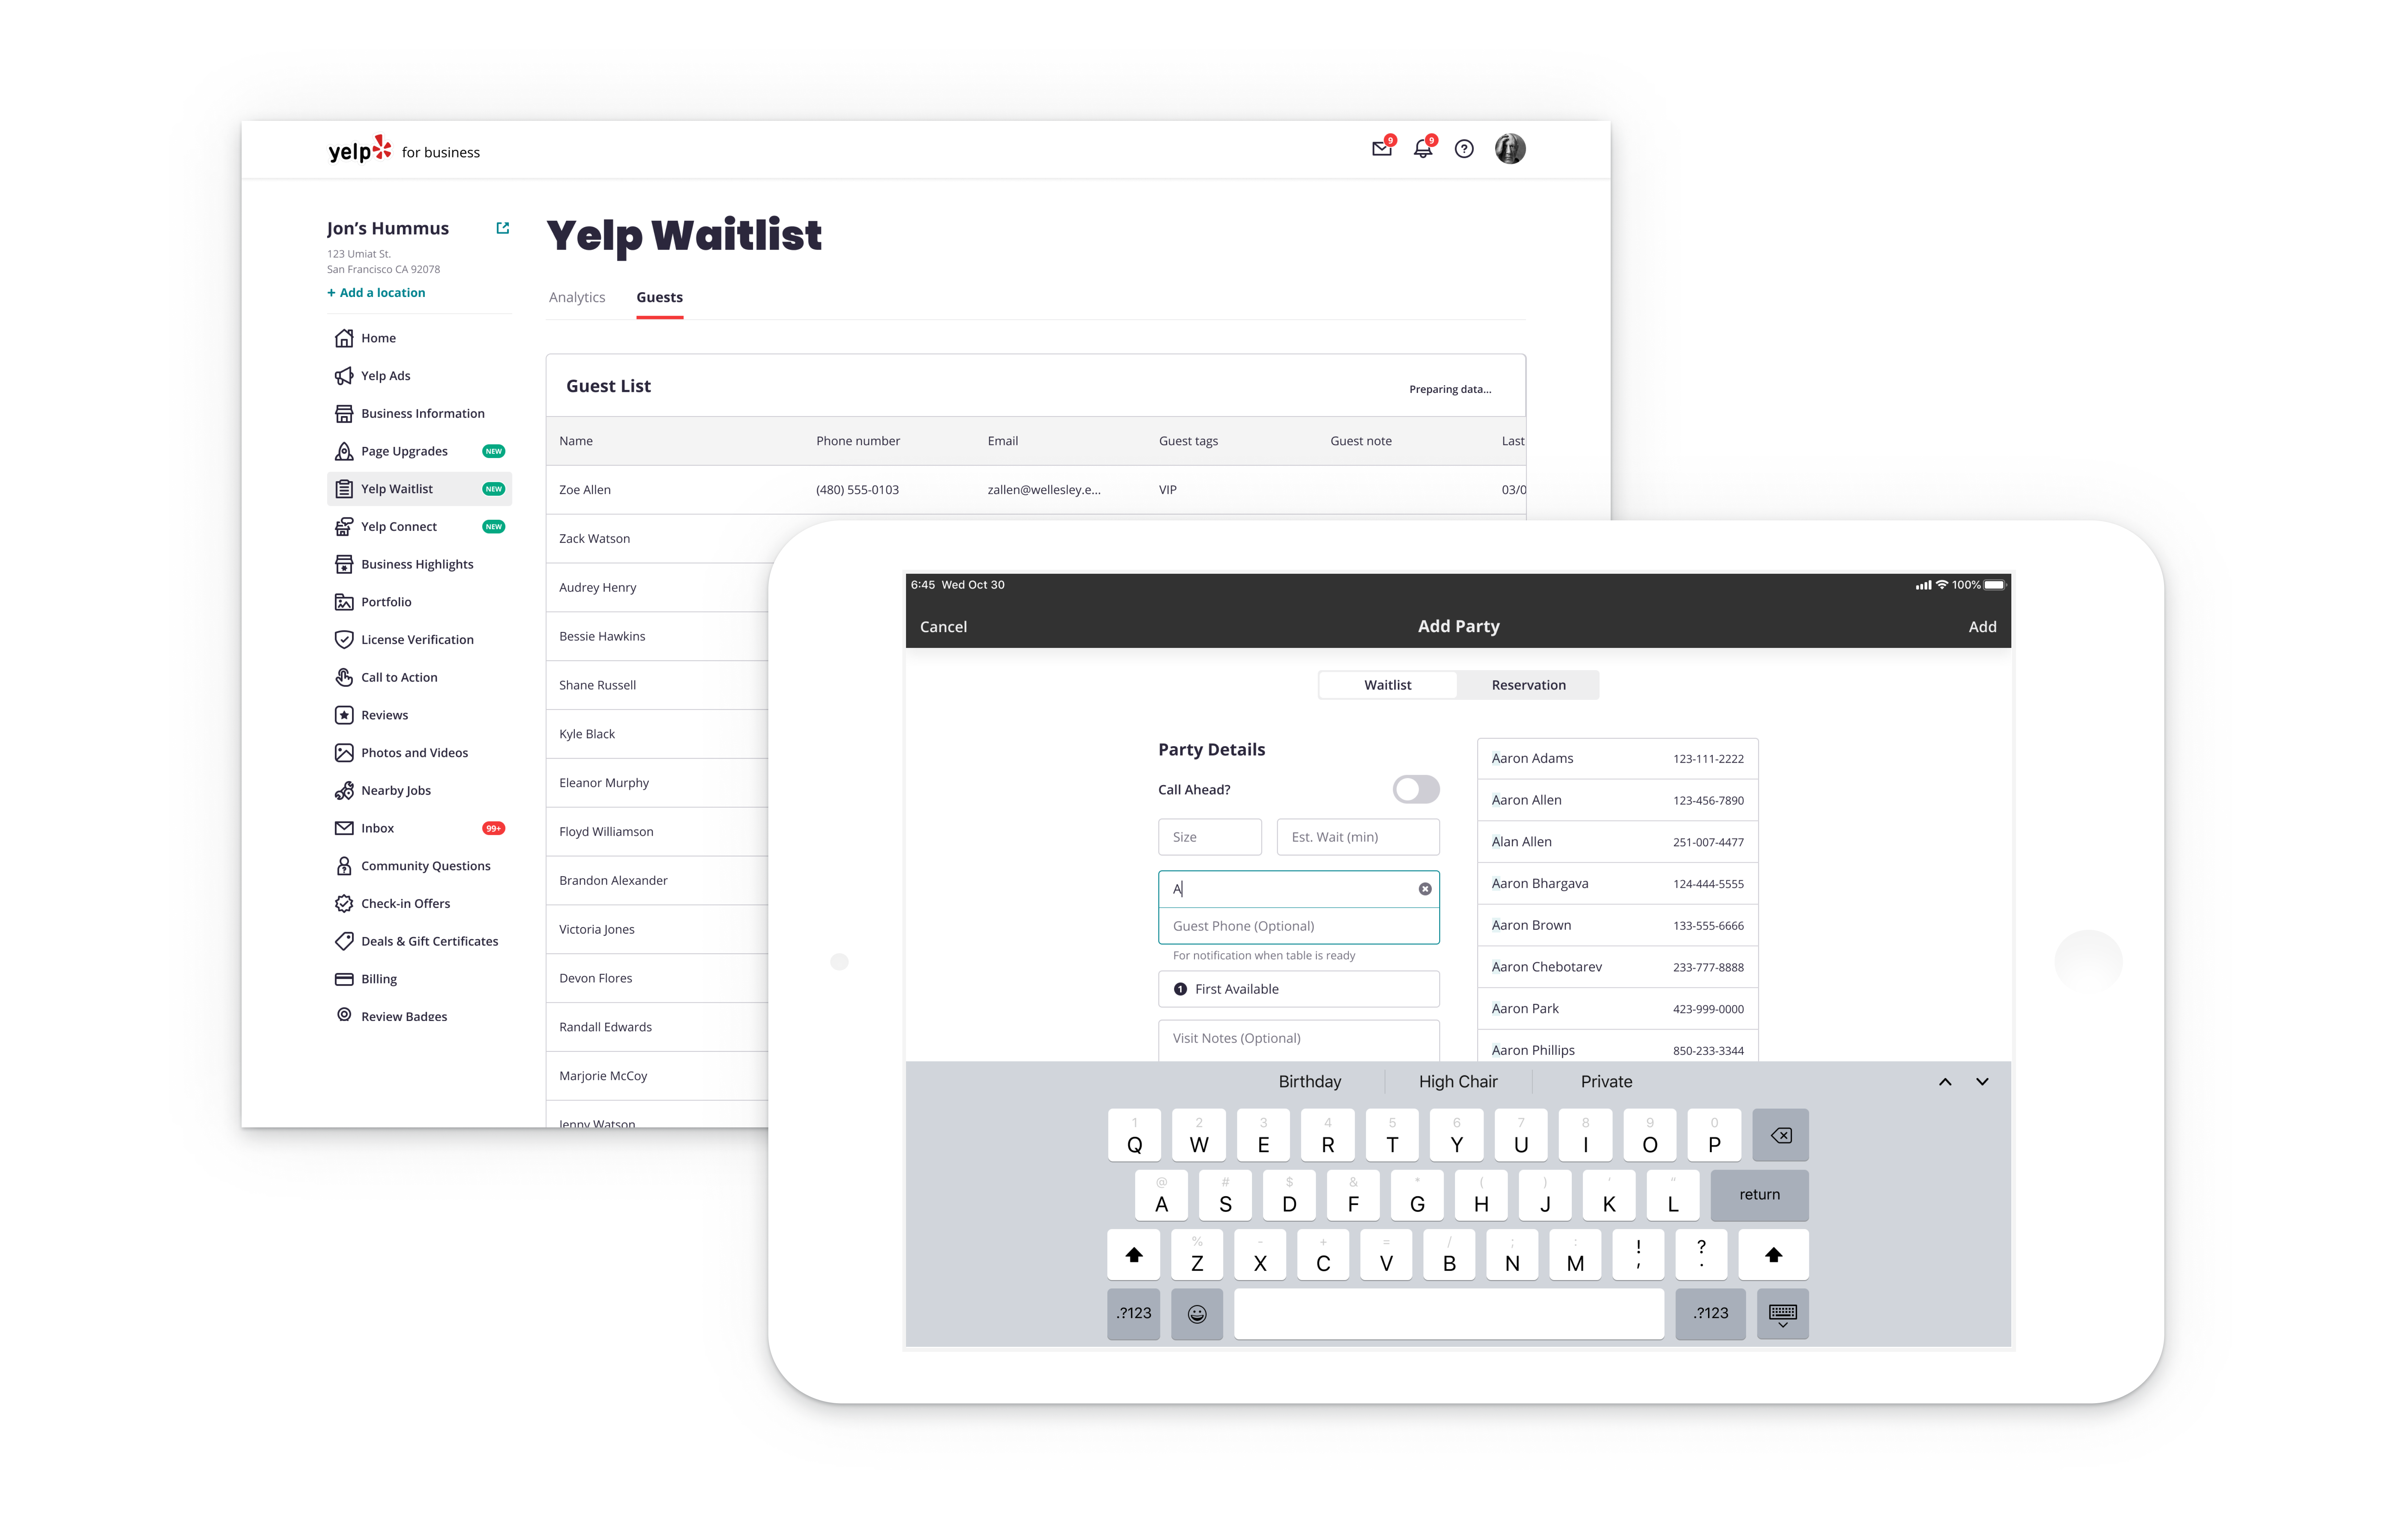 yelp for business
9
9
?
Jon's Hummus
123 Umiat St.
San Francisco CA 92078
+ Add a location
Home
Yelp Ads
Business Information
Page Upgrades NEW
Yelp Waitlist NEW
Yelp Connect NEW
Business Highlights
Portfolio
License Verification
Call to Action
Reviews
Photos and Videos
Nearby Jobs
Inbox 99+
Community Questions
Check-in Offers
Deals & Gift Certificates
Billing
Review Badges
Yelp Waitlist
Analytics Guests
Guest List Preparing data...
Name Phone number Email Guest tags Guest note Last
Zoe Allen (480) 555-0103 zallen@wellesley.e... VIP 03/0
Zack Watson
Audrey Henry
Bessie Hawkins
Shane Russell
Kyle Black
Eleanor Murphy
Floyd Williamson
Brandon Alexander
Victoria Jones
Devon Flores
Randall Edwards
Marjorie McCoy
Jenny Watson
6:45 Wed Oct 30 100%
Cancel Add Party Add
Waitlist Reservation
Party Details
Call Ahead?
Size Est. Wait (min)
A
Guest Phone (Optional)
For notification when table is ready
1 First Available
Visit Notes (Optional)
Aaron Adams 123-111-2222
Aaron Allen 123-456-7890
Alan Allen 251-007-4477
Aaron Bhargava 124-444-5555
Aaron Brown 133-555-6666
Aaron Chebotarev 233-777-8888
Aaron Park 423-999-0000
Aaron Phillips 850-233-3344
Birthday High Chair Private
1 2 3 4 5 6 7 8 9 0
Q W E R T Y U I O P
@ # $ & * ( ) ' "
A S D F G H J K L return
% - + = / ; : ! ?
Z X C V B N M , .
.?123 .?123